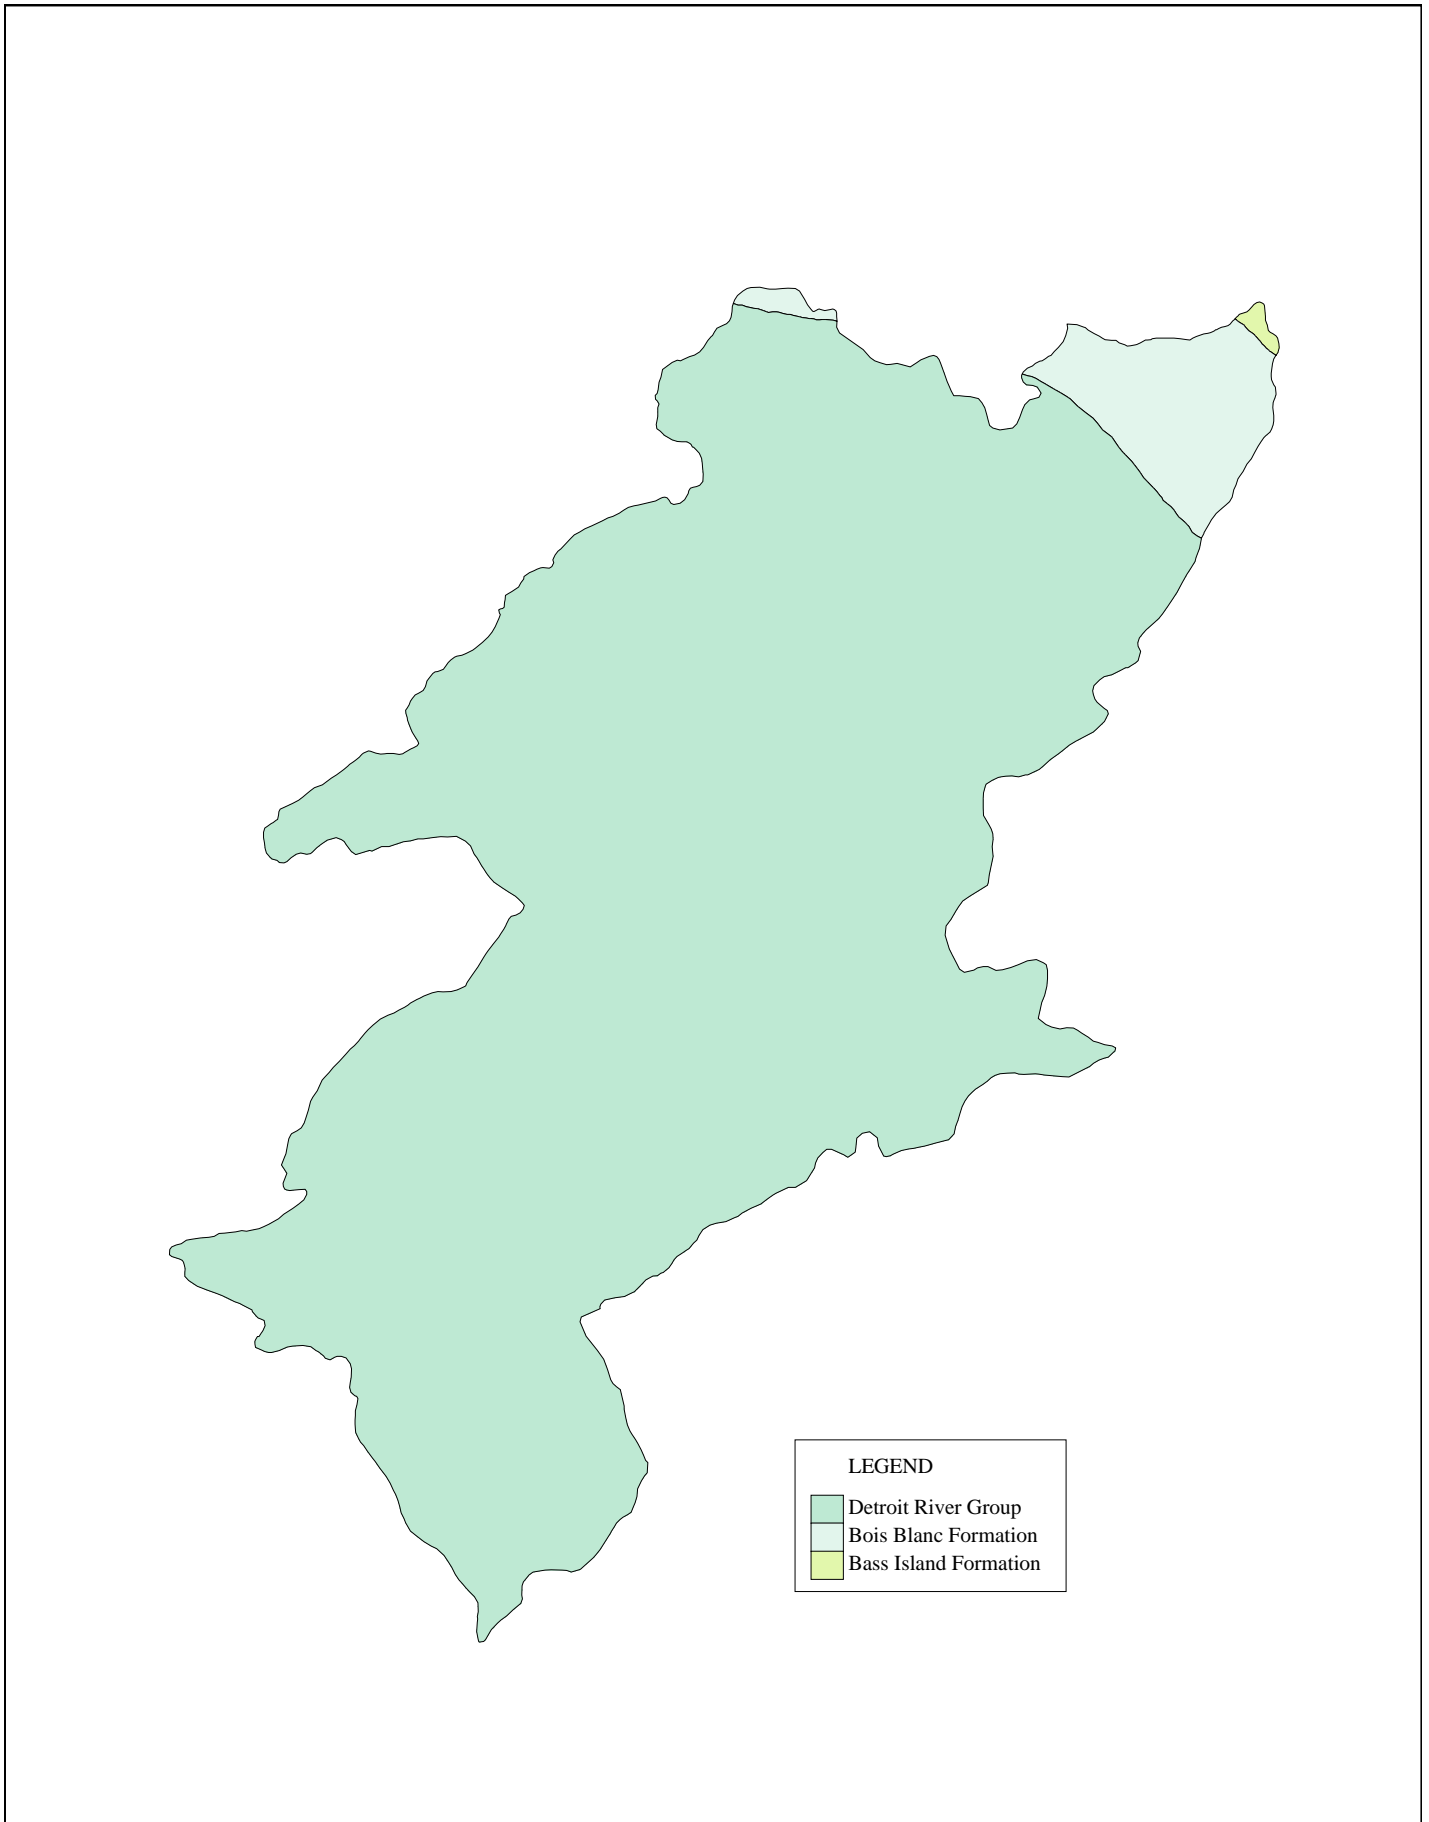 LEGEND
Detroit River Group
Bois Blanc Formation
Bass Island Formation